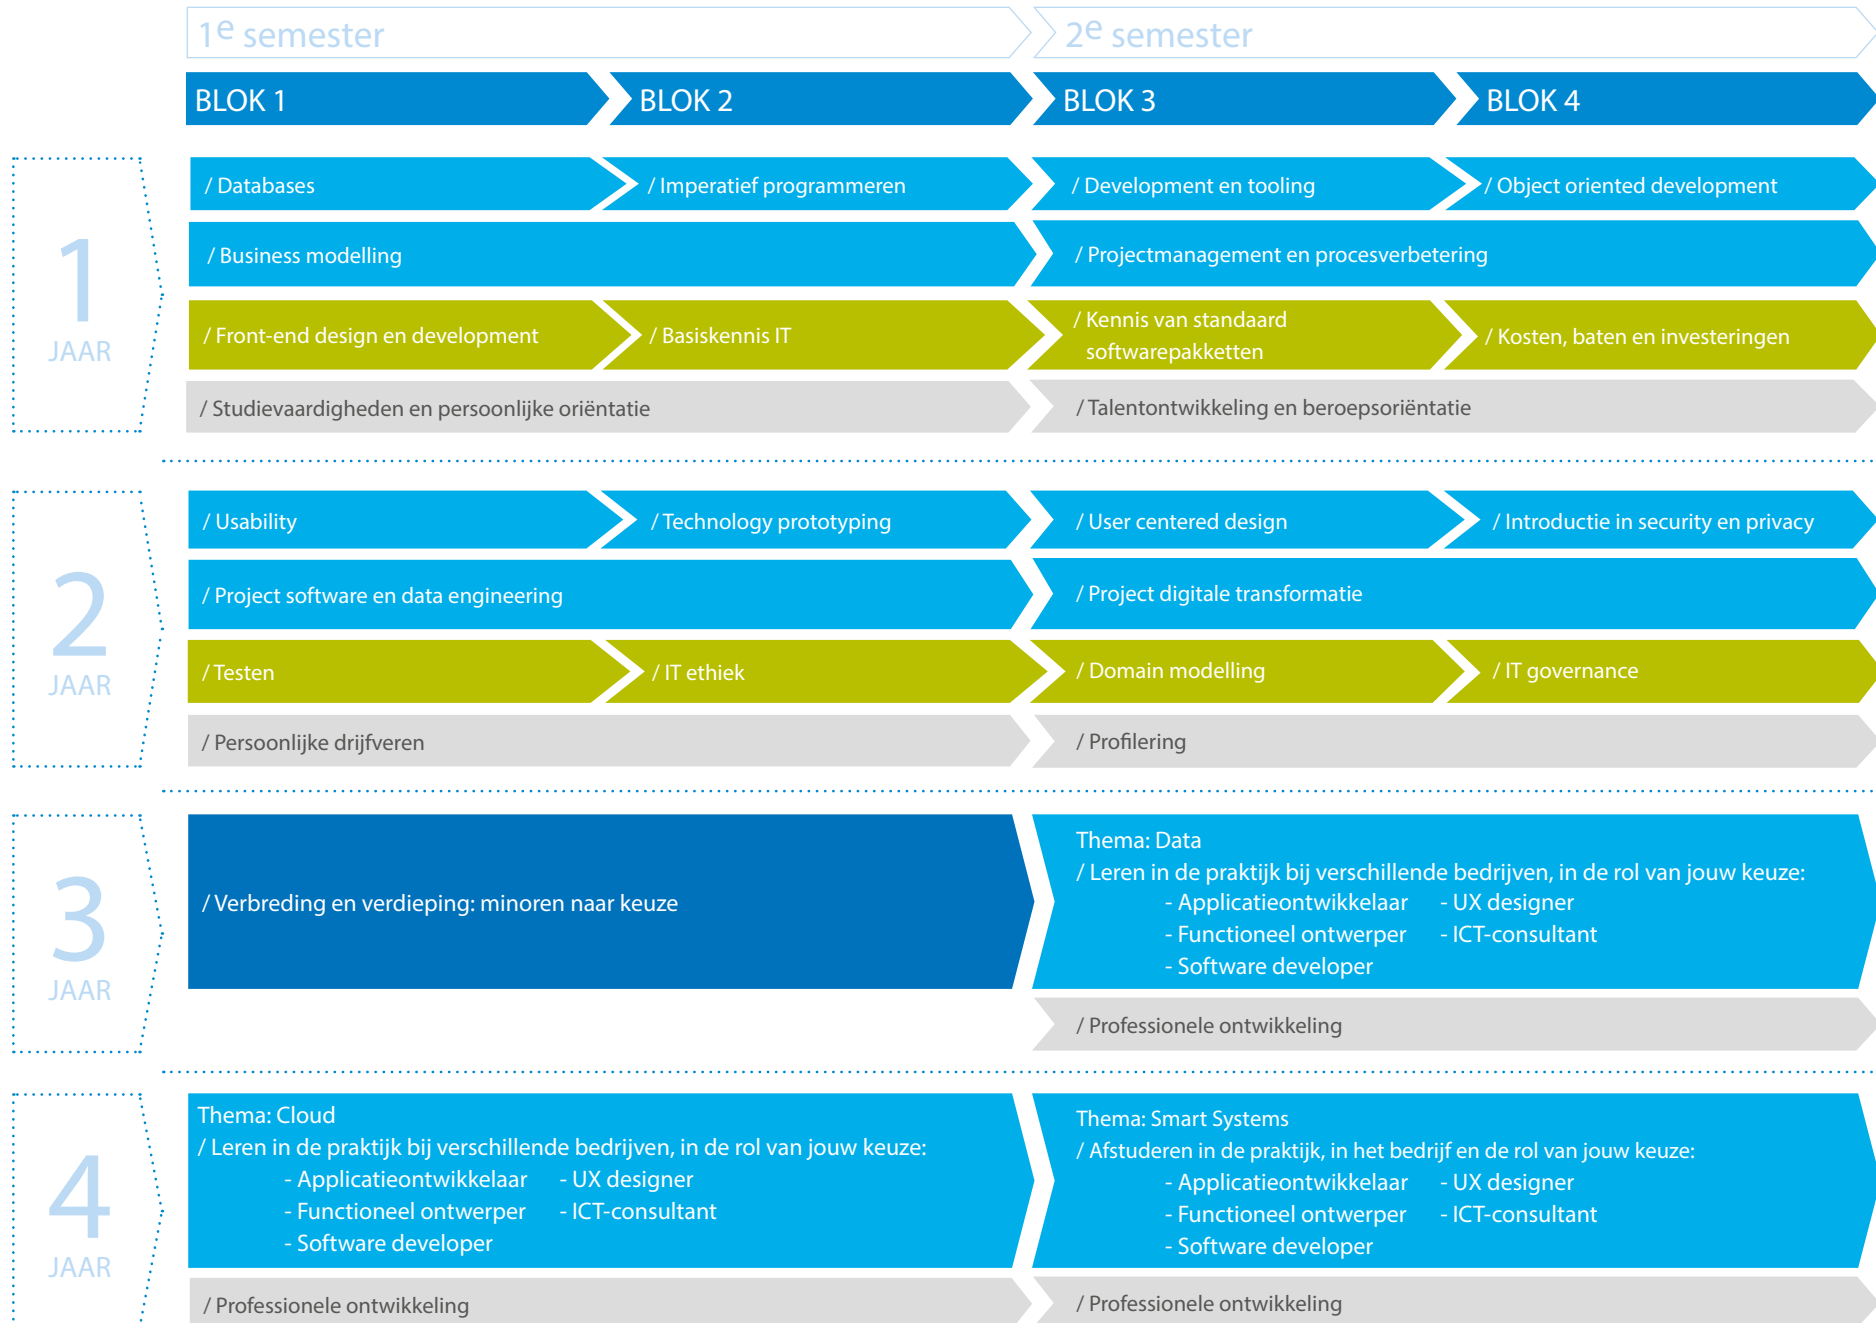 1e semester
2e semester
BLOK 1
BLOK 2
BLOK 3
BLOK 4
1
JAAR
/ Databases
/ Imperatief programmeren
/ Development en tooling
/ Object oriented development
/ Business modelling
/ Projectmanagement en procesverbetering
/ Front-end design en development
/ Basiskennis IT
/ Kennis van standaard
softwarepakketten
/ Kosten, baten en investeringen
/ Studievaardigheden en persoonlijke oriëntatie
/ Talentontwikkeling en beroepsoriëntatie
2
JAAR
/ Usability
/ Technology prototyping
/ User centered design
/ Introductie in security en privacy
/ Project software en data engineering
/ Project digitale transformatie
/ Testen
/ IT ethiek
/ Domain modelling
/ IT governance
/ Persoonlijke drijfveren
/ Profilering
3
JAAR
/ Verbreding en verdieping: minoren naar keuze
Thema: Data
/ Leren in de praktijk bij verschillende bedrijven, in de rol van jouw keuze:
- Applicatieontwikkelaar - UX designer
- Functioneel ontwerper - ICT-consultant
- Software developer
/ Professionele ontwikkeling
4
JAAR
Thema: Cloud
/ Leren in de praktijk bij verschillende bedrijven, in de rol van jouw keuze:
- Applicatieontwikkelaar - UX designer
- Functioneel ontwerper - ICT-consultant
- Software developer
Thema: Smart Systems
/ Afstuderen in de praktijk, in het bedrijf en de rol van jouw keuze:
- Applicatieontwikkelaar - UX designer
- Functioneel ontwerper - ICT-consultant
- Software developer
/ Professionele ontwikkeling
/ Professionele ontwikkeling